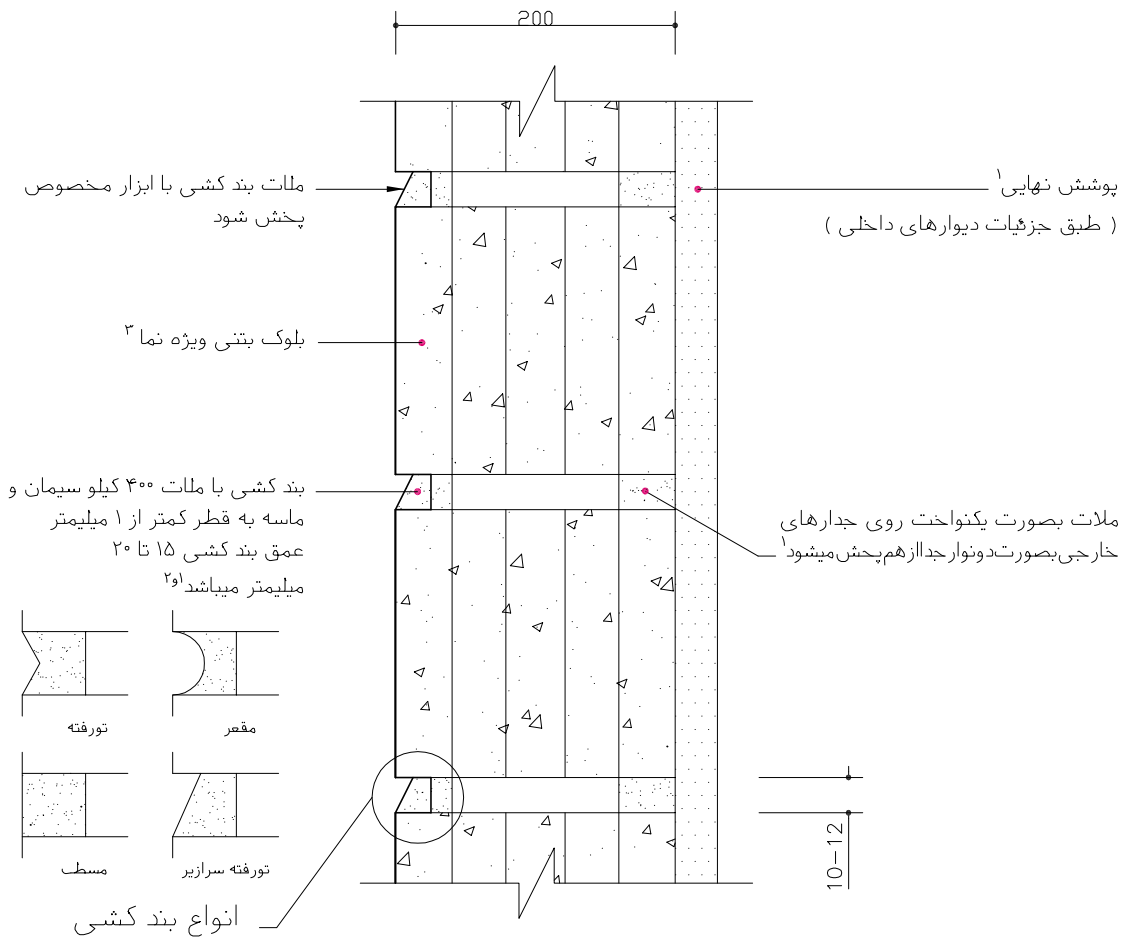 200
ملات بند کشی با ابزار مخصوص
پخش شود
پوشش نهایی۱
( طبق جزئیات دیوارهای داخلی )
بلوک بتنی ویژه نما ۳
بند کشی با ملات ۴۰۰ کیلو سیمان و
ماسه به قطر کمتر از ۱ میلیمتر
عمق بند کشی ۱۵ تا ۲۰
میلیمتر میباشد۱و۲
ملات بصورت یکنواخت روی جدارهای
خارجی بصورت دو نوار جدا از هم پخش میشود۱
تورفته
مقعر
مسطب
تورفته سرازیر
10-12
انواع بند کشی